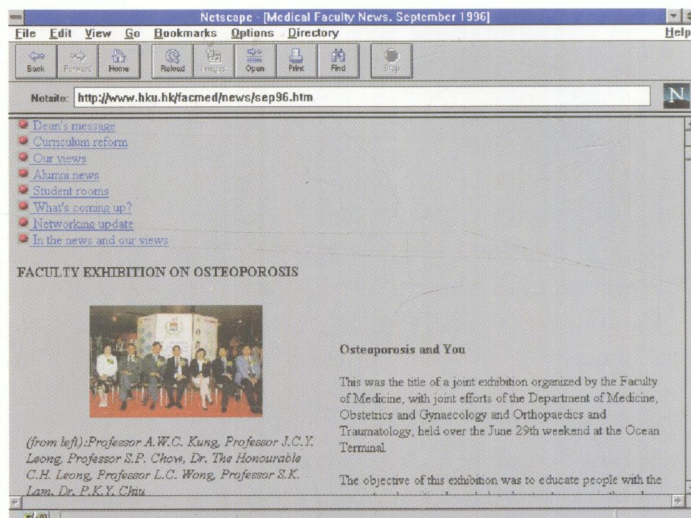 Netscape - [Medical Faculty News, September 1996]
File Edit View Go Bookmarks Options Directory Help
Back Forward Home Reload Images Open Print Find Stop
Netsite: http://www.hku.hk/facmed/news/sep96.htm
N
Dean's message
Curriculum reform
Our views
Alumni news
Student rooms
What's coming up?
Networking update
In the news and our views
FACULTY EXHIBITION ON OSTEOPOROSIS
(from left):Professor A.W.C. Kung, Professor J.C.Y.
Leong, Professor S.P. Chow, Dr. The Honourable
C.H. Leong, Professor L.C. Wong, Professor S.K.
Lam, Dr. P.K.Y. Chiu
Osteoporosis and You
This was the title of a joint exhibition organized by the Faculty
of Medicine, with joint efforts of the Department of Medicine,
Obstetrics and Gynaecology and Orthopaedics and
Traumatology, held over the June 29th weekend at the Ocean
Terminal.
The objective of this exhibition was to educate people with the